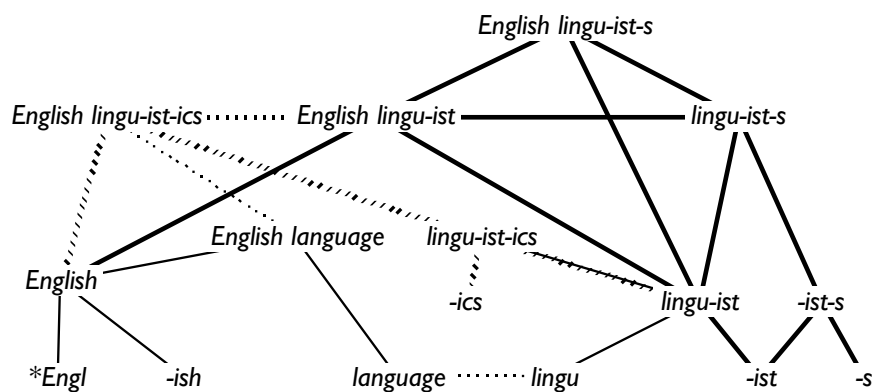 English lingu-ist-s
English lingu-ist-ics English lingu-ist lingu-ist-s
English language lingu-ist-ics
English
-ics lingu-ist -ist-s
*Engl -ish language lingu -ist -s